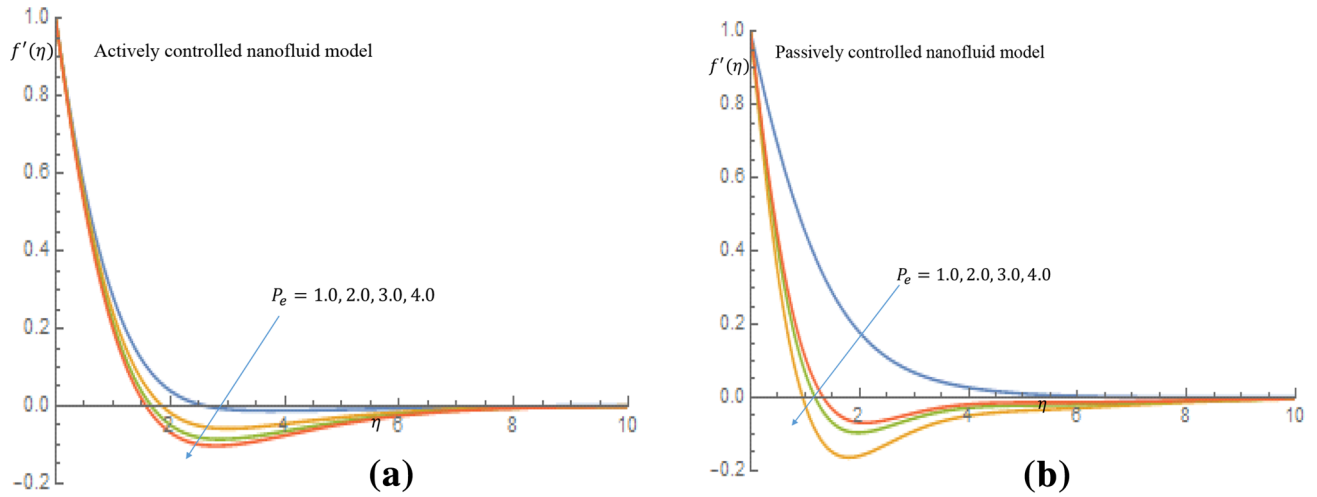 1.0
f′(η)
Actively controlled nanofluid model
0.8
0.6
0.4
P_e = 1.0, 2.0, 3.0, 4.0
0.2
0.0
2 4 η 6 8 10
−0.2
(a)
1.0
f′(η)
Passively controlled nanofluid model
0.8
0.6
0.4
P_e = 1.0, 2.0, 3.0, 4.0
0.2
0.0
2 4 η 6 8 10
−0.2
(b)